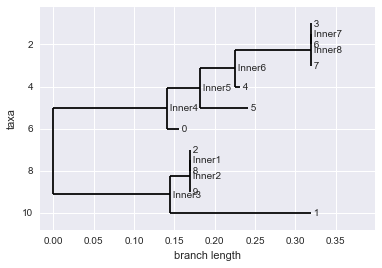 3
Inner7
6
2
Inner8
7
Inner6
4
4
Inner5
taxa
Inner4
5
6
0
2
Inner1
8
8
Inner2
9
Inner3
10
1
0.00 0.05 0.10 0.15 0.20 0.25 0.30 0.35
branch length